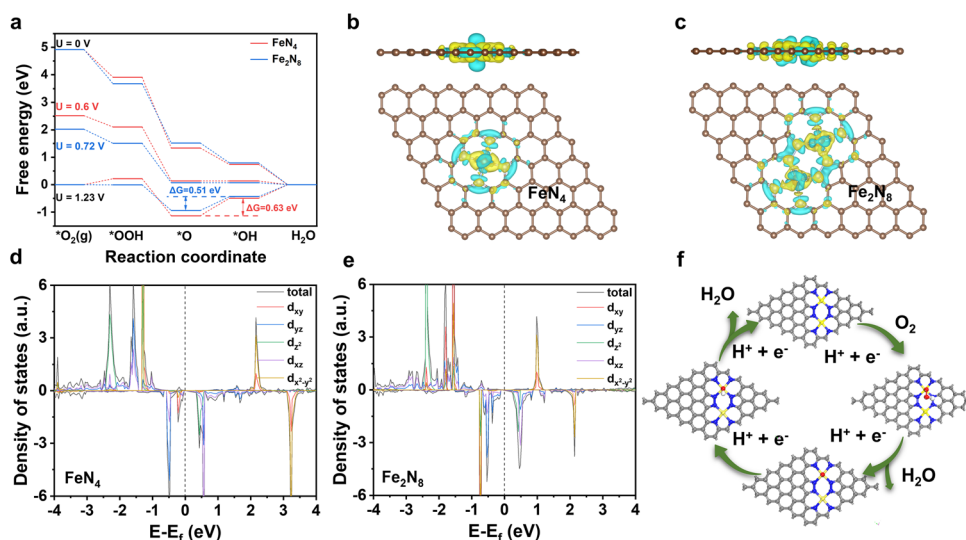 a
Free energy (eV)
5
4
3
2
1
0
-1
U = 0 V
U = 0.6 V
U = 0.72 V
U = 1.23 V
FeN4
Fe2N8
ΔG=0.51 eV
ΔG=0.63 eV
*O2(g) *OOH *O *OH H2O
Reaction coordinate
b
FeN4
c
Fe2N8
d
Density of states (a.u.)
6
3
0
-3
-6
total
dxy
dyz
dz²
dxz
dx²-y²
FeN4
-4 -3 -2 -1 0 1 2 3 4
E-Ef (eV)
e
Density of states (a.u.)
6
3
0
-3
-6
total
dxy
dyz
dz²
dxz
dx²-y²
Fe2N8
-4 -3 -2 -1 0 1 2 3 4
E-Ef (eV)
f
H2O
O2
H+ + e-
H+ + e-
H+ + e-
H+ + e-
H2O